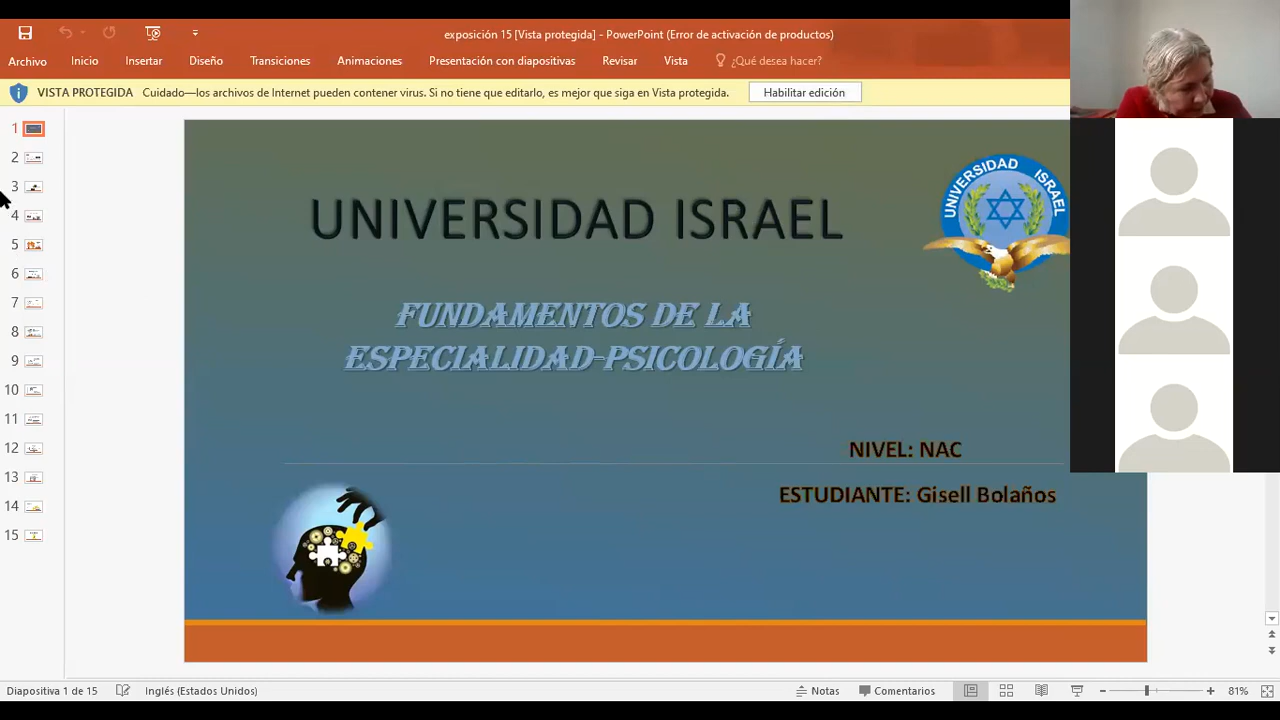 exposición 15 [Vista protegida] - PowerPoint (Error de activación de productos)
Archivo Inicio Insertar Diseño Transiciones Animaciones Presentación con diapositivas Revisar Vista ¿Qué desea hacer?
VISTA PROTEGIDA Cuidado—los archivos de Internet pueden contener virus. Si no tiene que editarlo, es mejor que siga en Vista protegida. Habilitar edición
1
2
3
4
5
6
7
8
9
10
11
12
13
14
15
UNIVERSIDAD ISRAEL
UNIVERSIDAD ISRAEL
FUNDAMENTOS DE LA
ESPECIALIDAD-PSICOLOGÍA
NIVEL: NAC
ESTUDIANTE: Gisell Bolaños
Diapositiva 1 de 15 Inglés (Estados Unidos) Notas Comentarios 81%